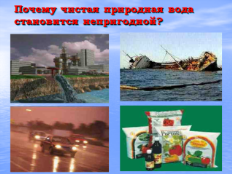 Почему чистая природная вода
становится непригодной?